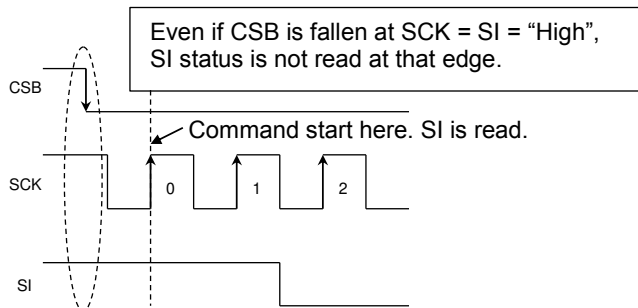 Even if CSB is fallen at SCK = SI = “High”,
SI status is not read at that edge.
CSB
Command start here. SI is read.
SCK
0
1
2
SI